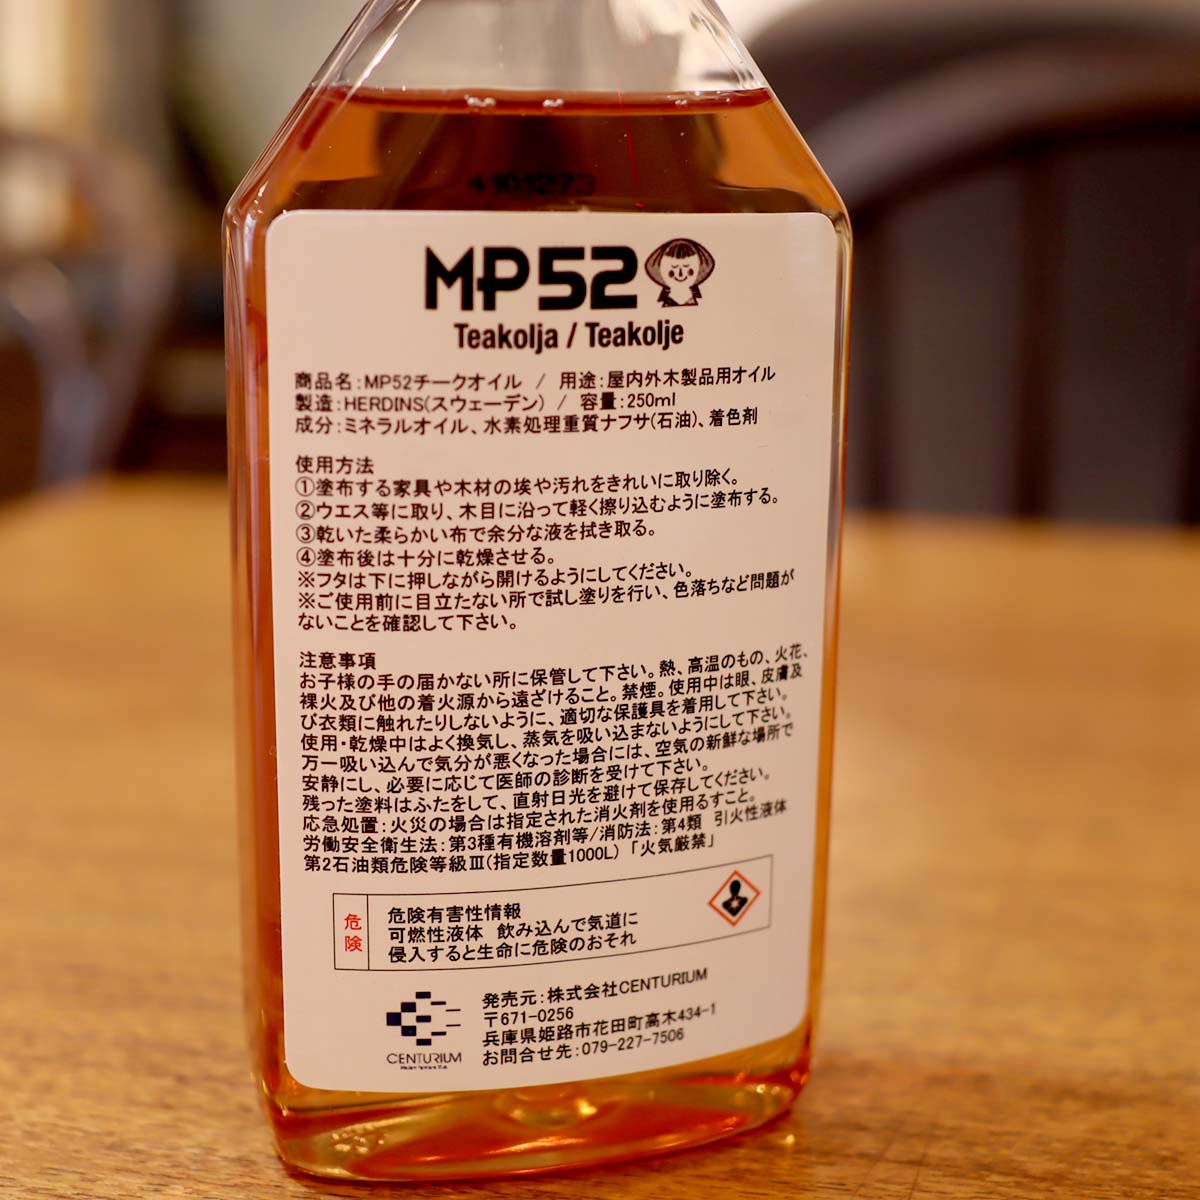 4101273
MP52
Teakolja / Teakolje
商品名:MP52チークオイル / 用途:屋内外木製品用オイル
製造:HERDINS(スウェーデン) / 容量:250ml
成分:ミネラルオイル、水素処理重質ナフサ(石油)、着色剤
使用方法
①塗布する家具や木材の埃や汚れをきれいに取り除く。
②ウエス等に取り、木目に沿って軽く擦り込むように塗布する。
③乾いた柔らかい布で余分な液を拭き取る。
④塗布後は十分に乾燥させる。
※フタは下に押しながら開けるようにしてください。
※ご使用前に目立たない所で試し塗りを行い、色落ちなど問題が
ないことを確認して下さい。
注意事項
お子様の手の届かない所に保管して下さい。熱、高温のもの、火花、
裸火及び他の着火源から遠ざけること。禁煙。使用中は眼、皮膚及
び衣類に触れたりしないように、適切な保護具を着用して下さい。
使用・乾燥中はよく換気し、蒸気を吸い込まないようにして下さい。
万一吸い込んで気分が悪くなった場合には、空気の新鮮な場所で
安静にし、必要に応じて医師の診断を受けて下さい。
残った塗料はふたをして、直射日光を避けて保存してください。
応急処置:火災の場合は指定された消火剤を使用るすこと。
労働安全衛生法:第3種有機溶剤等/消防法:第4類 引火性液体
第2石油類危険等級Ⅲ(指定数量1000L) 「火気厳禁」
危険
危険有害性情報
可燃性液体 飲み込んで気道に
侵入すると生命に危険のおそれ
CENTURIUM
発売元:株式会社CENTURIUM
〒671-0256
兵庫県姫路市花田町高木434-1
お問合せ先:079-227-7506